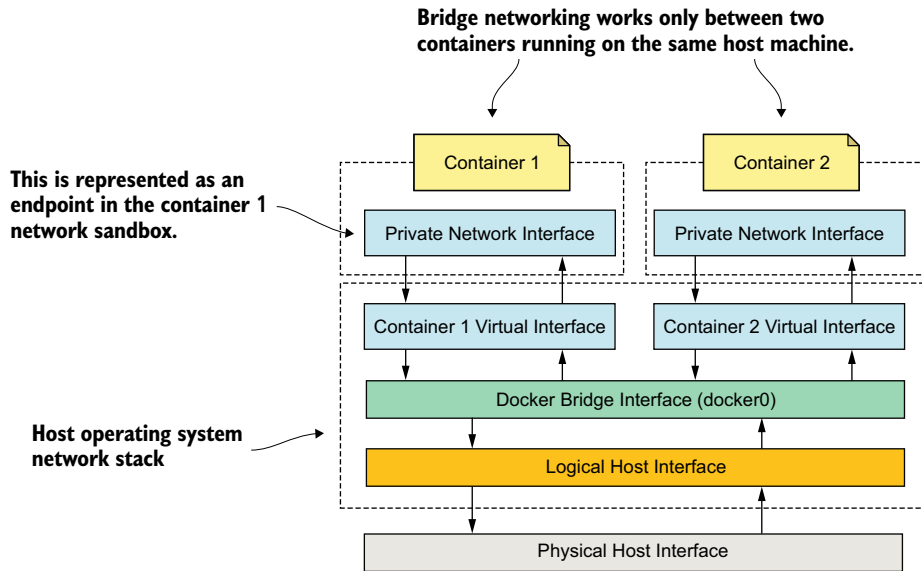 Bridge networking works only between two
containers running on the same host machine.
Container 1
Container 2
This is represented as an
endpoint in the container 1
network sandbox.
Private Network Interface
Private Network Interface
Container 1 Virtual Interface
Container 2 Virtual Interface
Docker Bridge Interface (docker0)
Host operating system
network stack
Logical Host Interface
Physical Host Interface